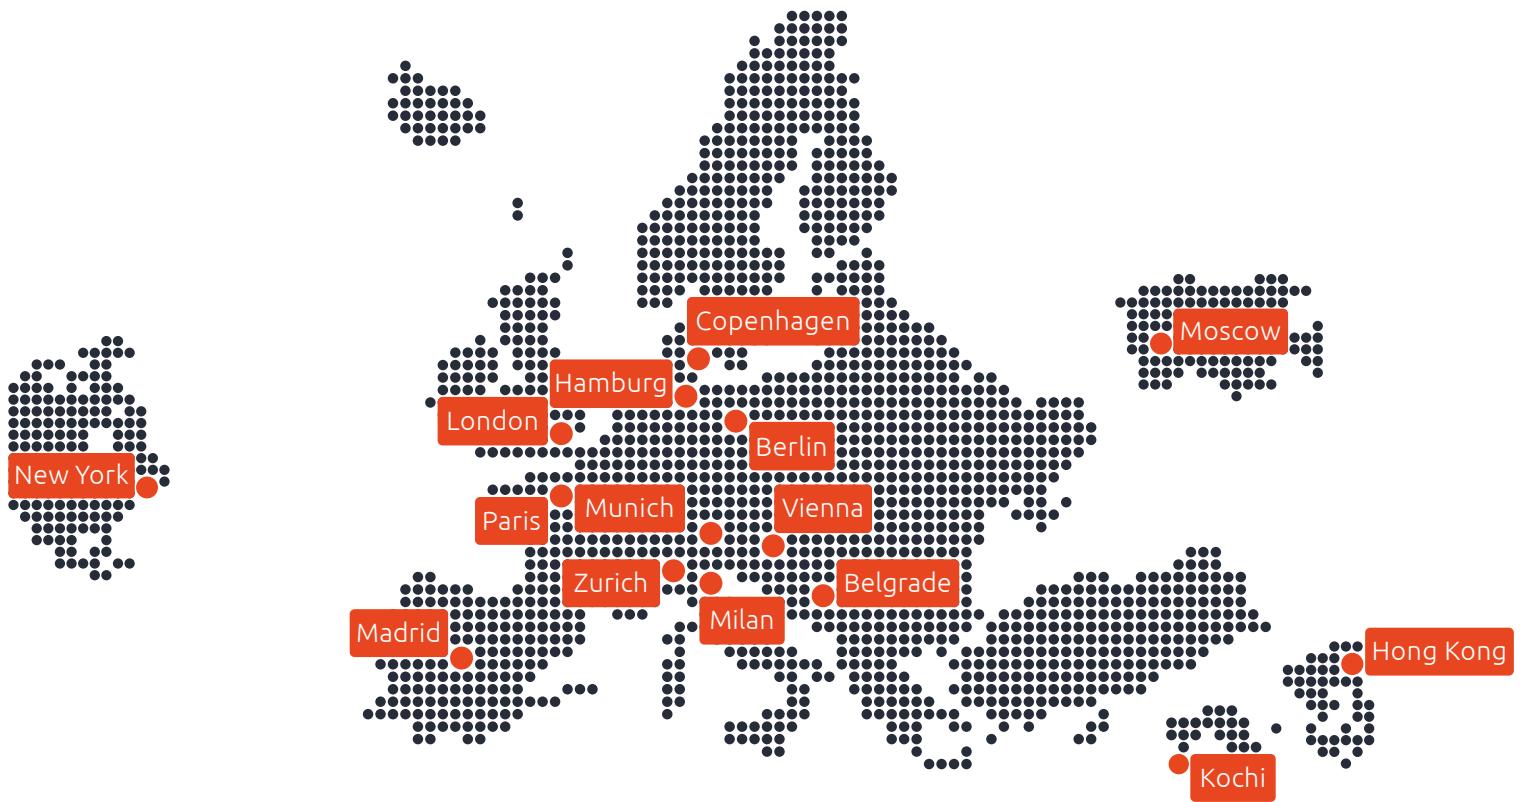 Copenhagen
Moscow
Hamburg
London
Berlin
New York
Munich
Vienna
Paris
Zurich
Belgrade
Milan
Madrid
Hong Kong
Kochi